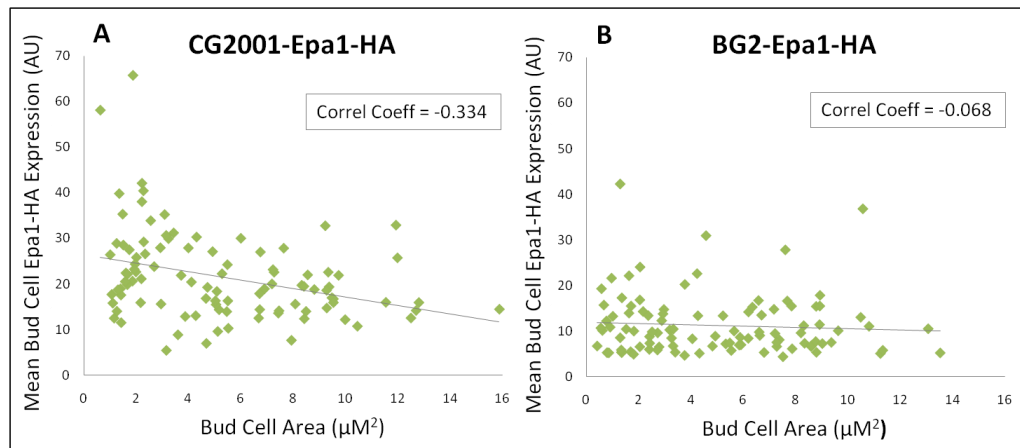 A
CG2001-Epa1-HA
Mean Bud Cell Epa1-HA Expression (AU)
70
60
50
40
30
20
10
0
Correl Coeff = -0.334
0 2 4 6 8 10 12 14 16
Bud Cell Area (µM²)
B
BG2-Epa1-HA
Mean Bud Cell Epa1-HA Expression (AU)
70
60
50
40
30
20
10
0
Correl Coeff = -0.068
0 2 4 6 8 10 12 14 16
Bud Cell Area (µM²)